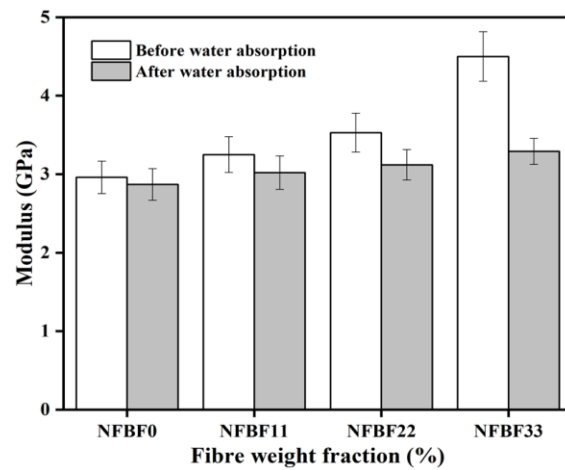 5
4
3
2
1
0
Modulus (GPa)
Before water absorption
After water absorption
NFBF0 NFBF11 NFBF22 NFBF33
Fibre weight fraction (%)